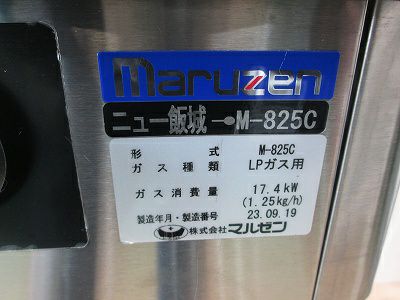 maruzen
ニュー飯城 M-825C
形式 M-825C
ガス種類 LPガス用
ガス消費量 17.4kW
(1.25kg/h)
製造年月・製造番号 23.09.19
株式会社マルゼン